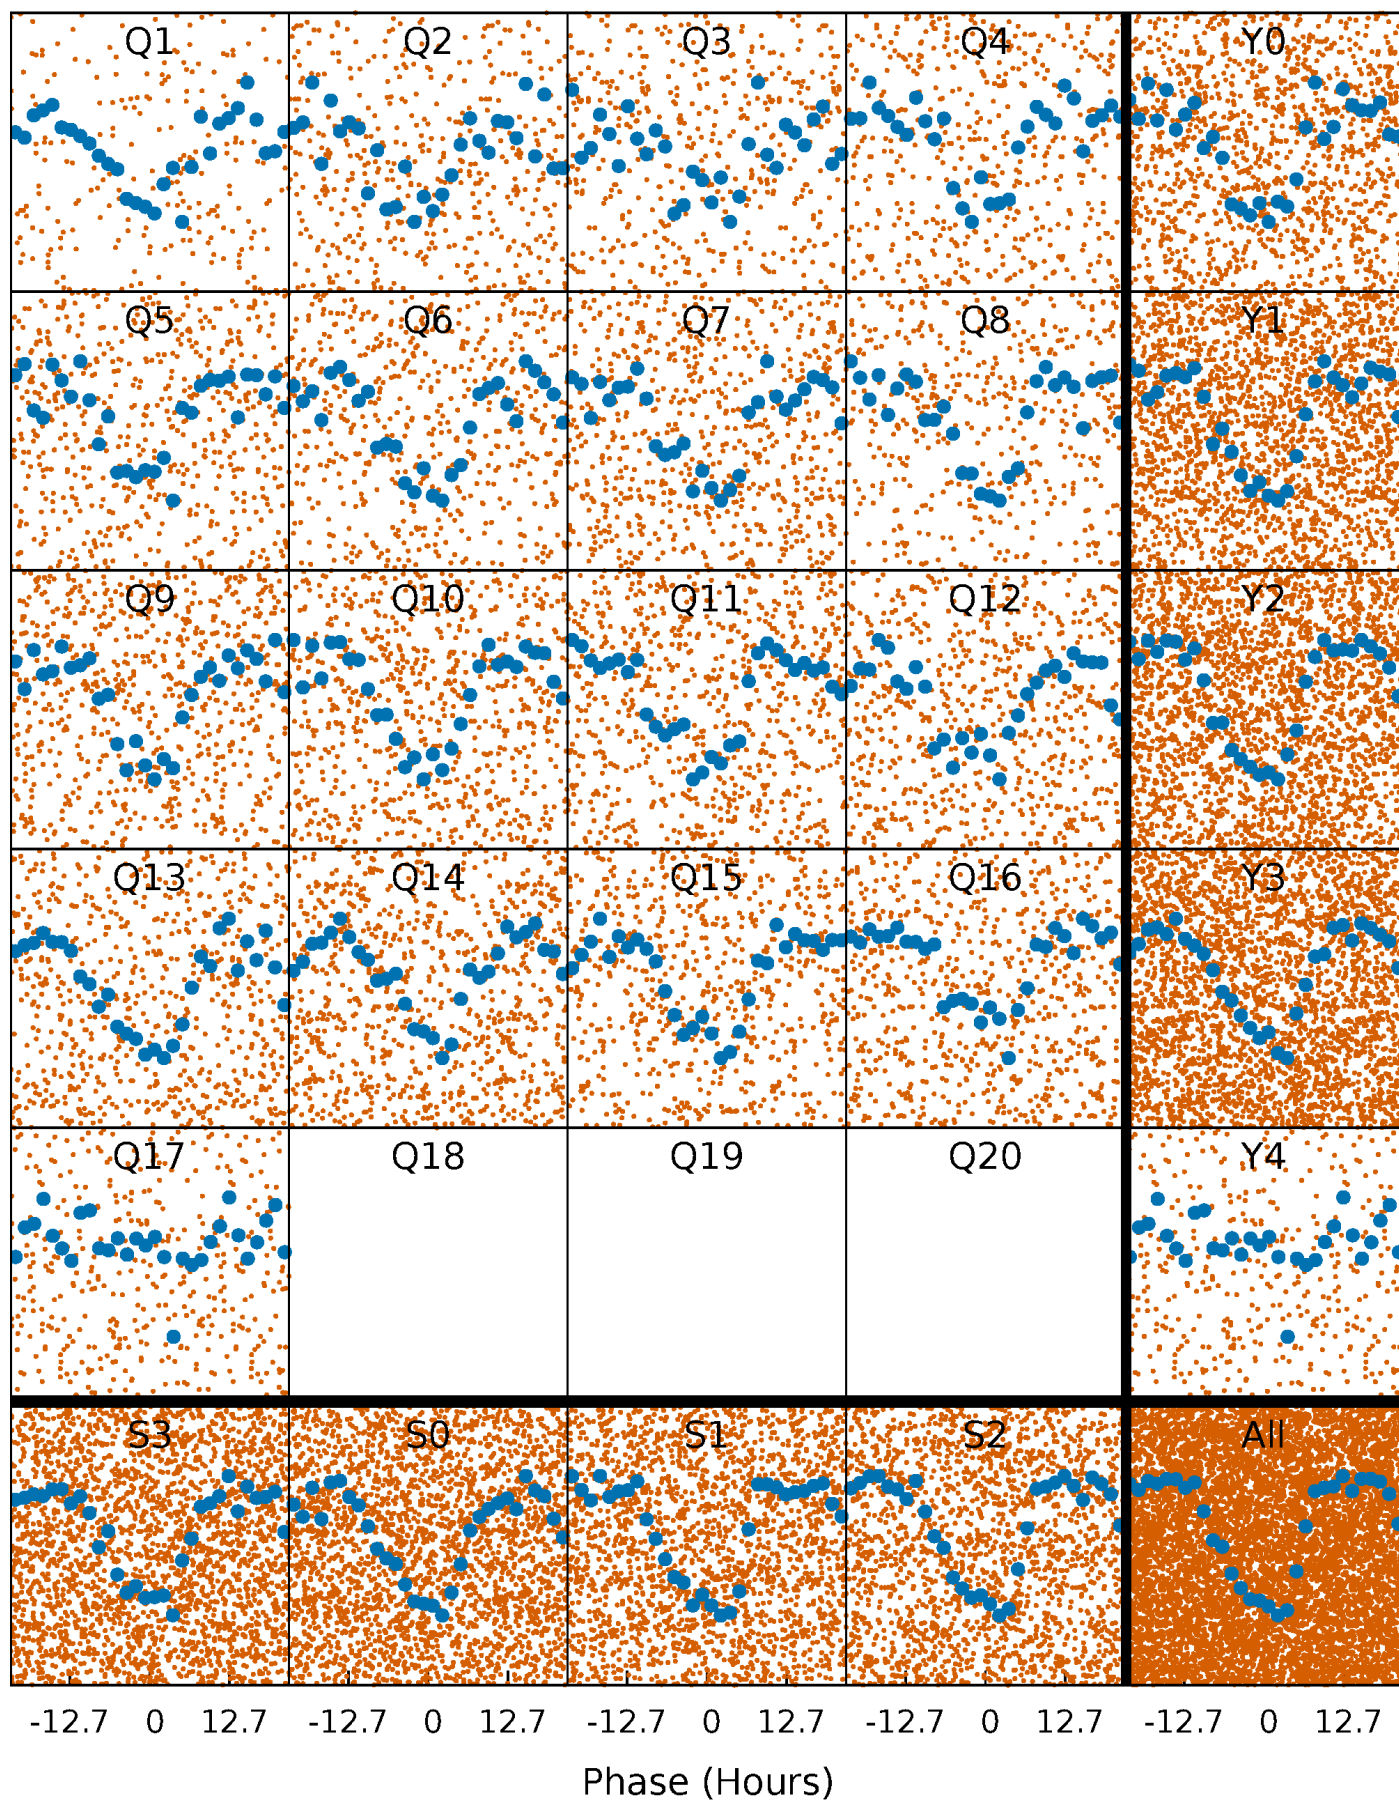 Q1 Q2 Q3 Q4 Y0
Q5 Q6 Q7 Q8 Y1
Q9 Q10 Q11 Q12 Y2
Q13 Q14 Q15 Q16 Y3
Q17 Q18 Q19 Q20 Y4
S3 S0 S1 S2 All
-12.7 0 12.7 -12.7 0 12.7 -12.7 0 12.7 -12.7 0 12.7 -12.7 0 12.7
Phase (Hours)